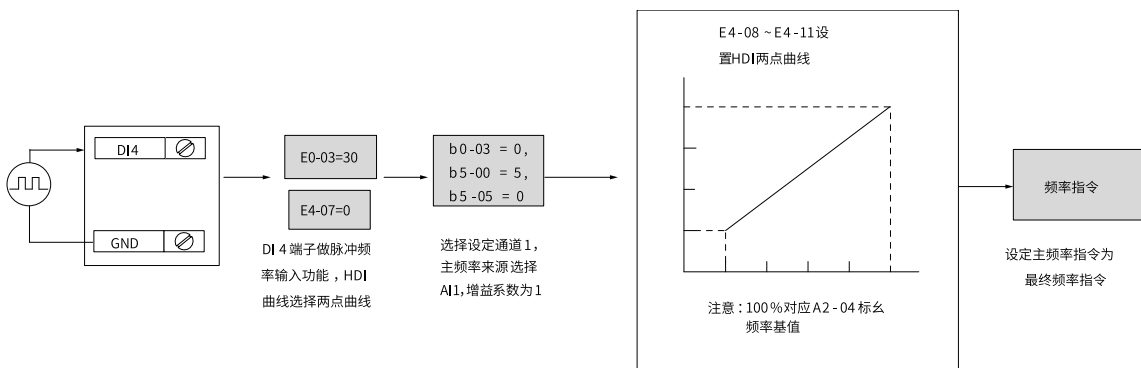 DI4
GND
E0-03=30
E4-07=0
DI 4 端子做脉冲频
率输入功能，HDI
曲线选择两点曲线
b0-03 = 0,
b5-00 = 5,
b5-05 = 0
选择设定通道1，
主频率来源选择
AI1,增益系数为1
E4-08 ~ E4-11设
置HDI两点曲线
注意：100％对应A2-04标幺
频率基值
频率指令
设定主频率指令为
最终频率指令